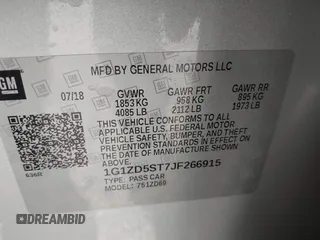 GM
MFD BY GENERAL MOTORS LLC
07/18 GVWR GAWR FRT GAWR RR
1853 KG 958 KG 895 KG
4085 LB 2112 LB 1973 LB
THIS VEHICLE CONFORMS TO ALL APPLICABLE U.S.
FEDERAL MOTOR VEHICLE
SAFETY, BUMPER, AND THEFT
PREVENTION STANDARDS
IN EFFECT ON THE DATE OF
MANUFACTURE SHOWN ABOVE.
1G1ZD5ST7JF266915
TYPE: PASS CAR
MODEL: 7S1ZD69
AUTOBIDMASTER